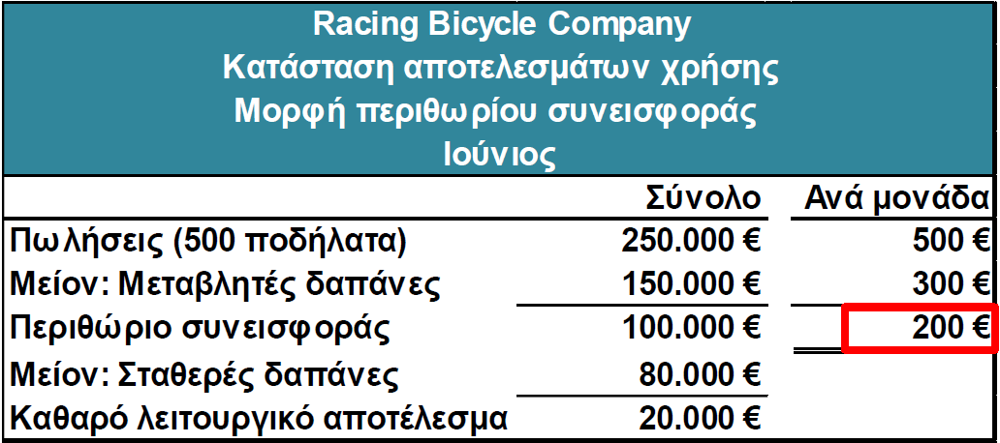 Racing Bicycle Company
Κατάσταση αποτελεσμάτων χρήσης
Μορφή περιθωρίου συνεισφοράς
Ιούνιος
Σύνολο Ανά μονάδα
Πωλήσεις (500 ποδήλατα) 250.000 € 500 €
Μείον: Μεταβλητές δαπάνες 150.000 € 300 €
Περιθώριο συνεισφοράς 100.000 € 200 €
Μείον: Σταθερές δαπάνες 80.000 €
Καθαρό λειτουργικό αποτέλεσμα 20.000 €